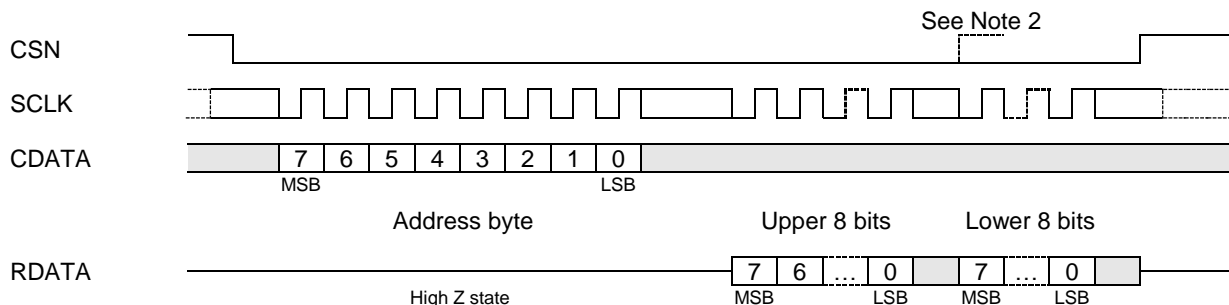 See Note 2
CSN
SCLK
CDATA
7 6 5 4 3 2 1 0
MSB LSB
Address byte Upper 8 bits Lower 8 bits
RDATA
7 6 … 0 7 … 0
High Z state MSB LSB MSB LSB